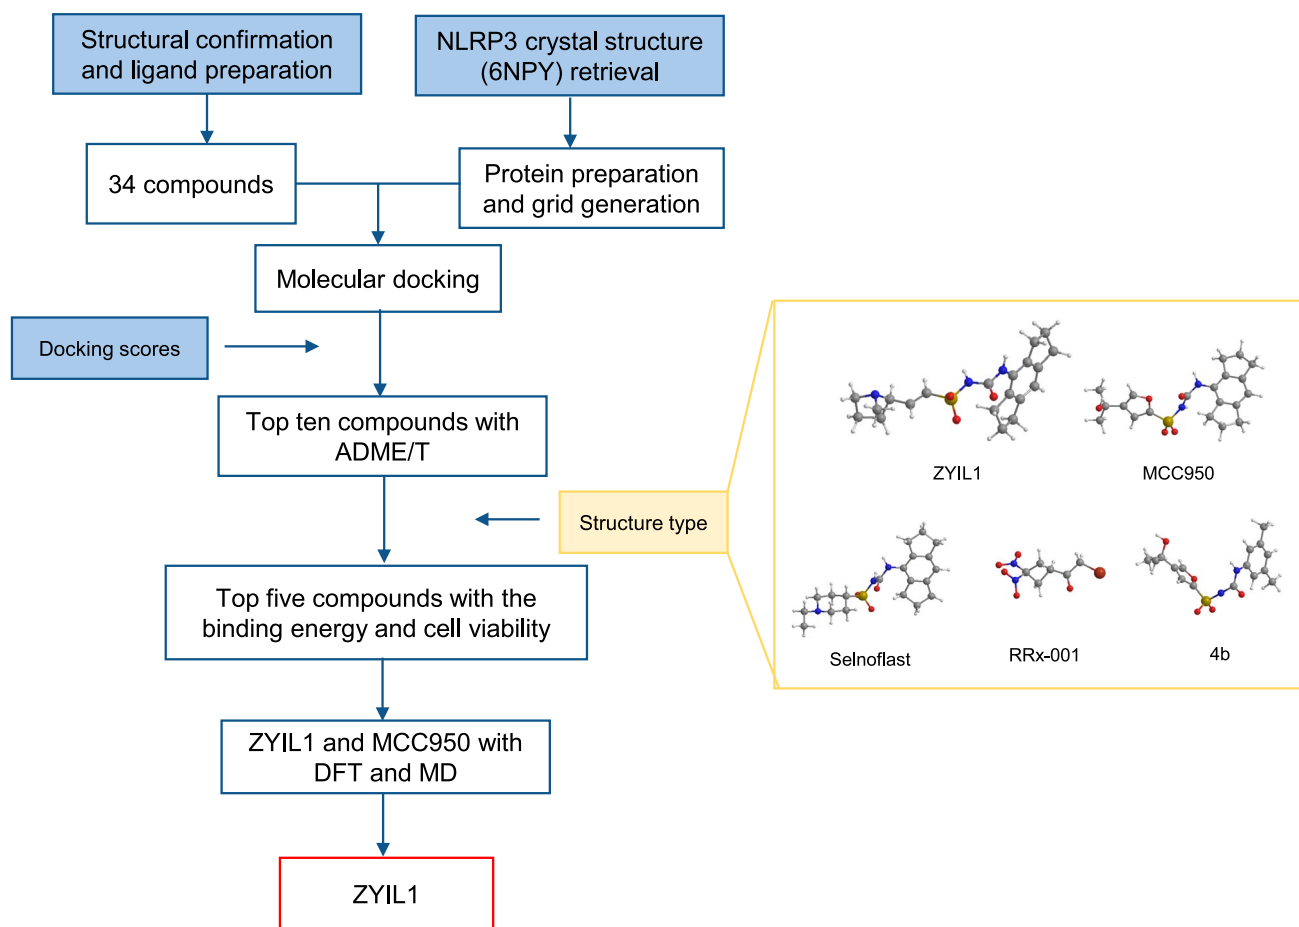 Structural confirmation
and ligand preparation
NLRP3 crystal structure
(6NPY) retrieval
34 compounds
Protein preparation
and grid generation
Molecular docking
Docking scores
Top ten compounds with
ADME/T
Structure type
Top five compounds with the
binding energy and cell viability
ZYIL1 and MCC950 with
DFT and MD
ZYIL1
ZYIL1
MCC950
Selnoflast
RRx-001
4b